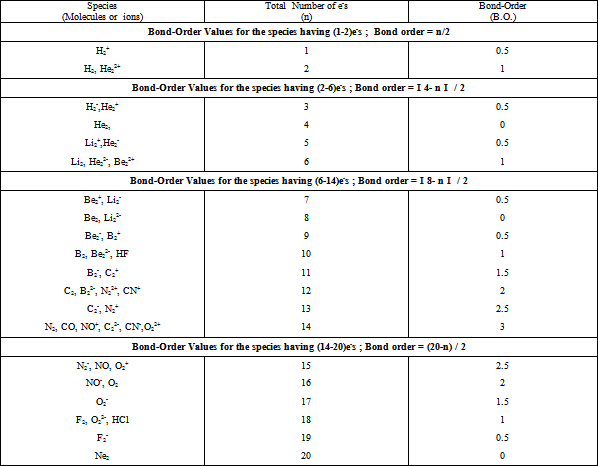 Species Total Number of e-s Bond-Order
(Molecules or ions) (n) (B.O.)
Bond-Order Values for the species having (1-2)e-s ; Bond order = n/2
H₂⁺ 1 0.5
H₂, He₂²⁺ 2 1
Bond-Order Values for the species having (2-6)e-s ; Bond order = I 4- n I / 2
H₂⁻,He₂⁺ 3 0.5
He₂, 4 0
Li₂⁺,He₂⁻ 5 0.5
Li₂, He₂²⁻, Be₂²⁺ 6 1
Bond-Order Values for the species having (6-14)e-s ; Bond order = I 8- n I / 2
Be₂⁺, Li₂⁻ 7 0.5
Be₂, Li₂²⁻ 8 0
Be₂⁻, B₂⁺ 9 0.5
B₂, Be₂²⁻, HF 10 1
B₂⁻, C₂⁺ 11 1.5
C₂, B₂²⁻, N₂²⁺, CN⁺ 12 2
C₂⁻, N₂⁺ 13 2.5
N₂, CO, NO⁺, C₂²⁻, CN⁻,O₂²⁺ 14 3
Bond-Order Values for the species having (14-20)e-s ; Bond order = (20-n) / 2
N₂⁻, NO, O₂⁺ 15 2.5
NO⁻, O₂ 16 2
O₂⁻ 17 1.5
F₂, O₂²⁻, HCl 18 1
F₂⁻ 19 0.5
Ne₂ 20 0